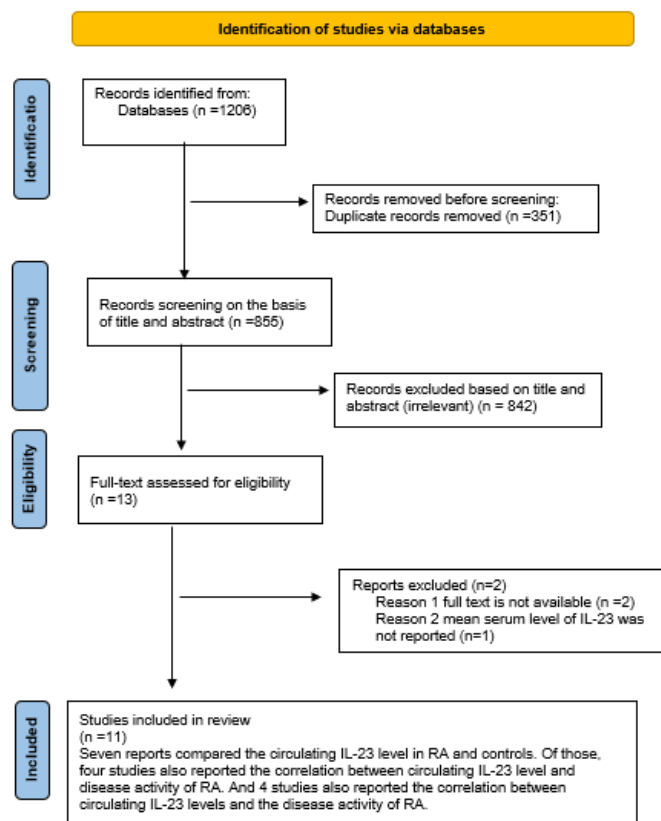 Identification of studies via databases
Identificatio
Records identified from:
Databases (n =1206)
Records removed before screening:
Duplicate records removed (n =351)
Screening
Records screening on the basis
of title and abstract (n =855)
Records excluded based on title and
abstract (irrelevant) (n = 842)
Eligibility
Full-text assessed for eligibility
(n =13)
Reports excluded (n=2)
Reason 1 full text is not available (n =2)
Reason 2 mean serum level of IL-23 was
not reported (n=1)
Included
Studies included in review
(n =11)
Seven reports compared the circulating IL-23 level in RA and controls. Of those,
four studies also reported the correlation between circulating IL-23 level and
disease activity of RA. And 4 studies also reported the correlation between
circulating IL-23 levels and the disease activity of RA.